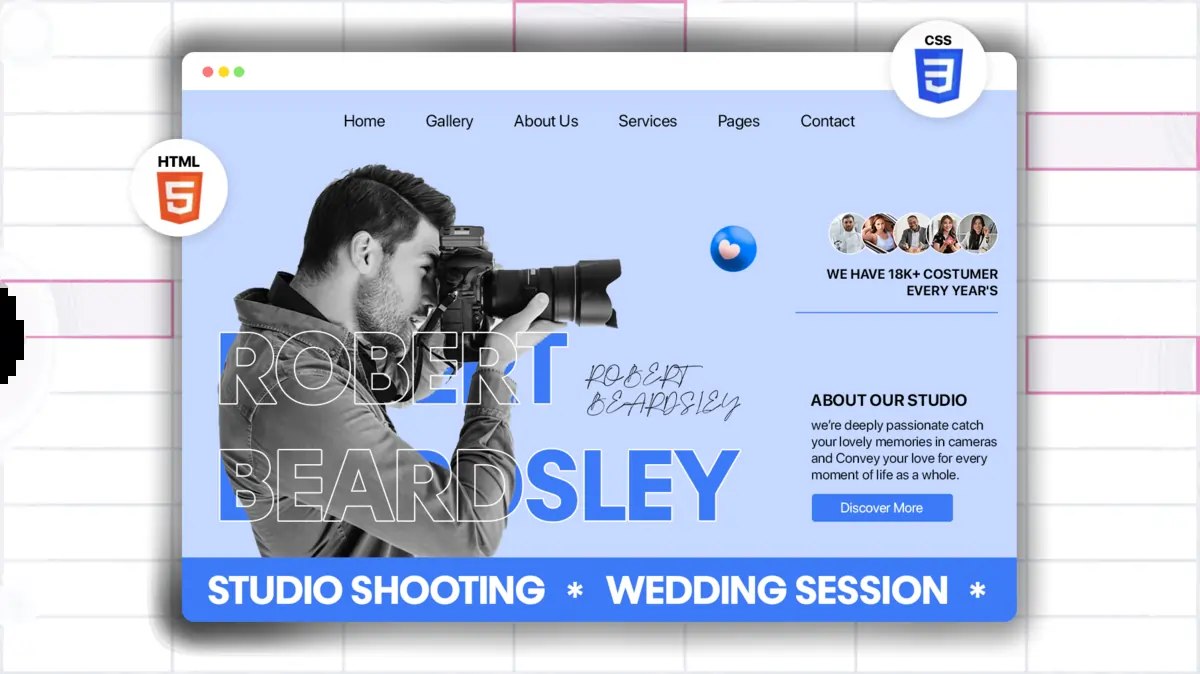 CSS
3
Home Gallery About Us Services Pages Contact
HTML
5
WE HAVE 18K+ COSTUMER
EVERY YEAR'S
ROBERT
BEARDSLEY
ROBERT
BEARDSLEY
ABOUT OUR STUDIO
we're deeply passionate catch
your lovely memories in cameras
and Convey your love for every
moment of life as a whole.
Discover More
STUDIO SHOOTING * WEDDING SESSION *